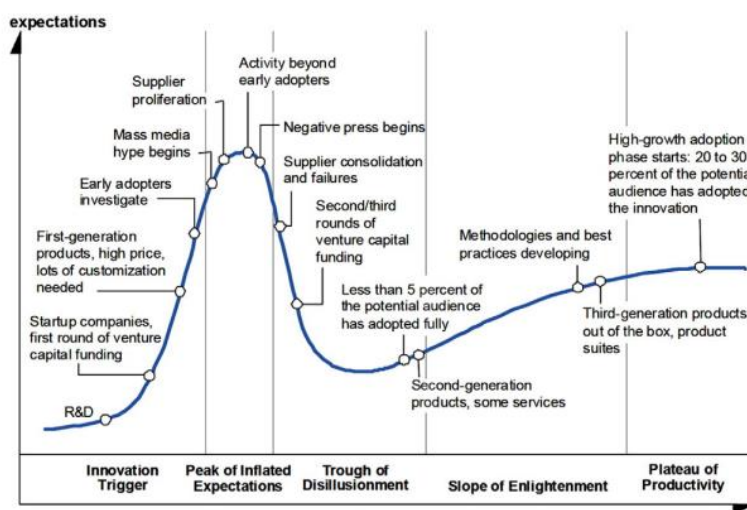 expectations
Activity beyond
early adopters
Supplier
proliferation
Negative press begins
Mass media
hype begins
Supplier consolidation
and failures
Early adopters
investigate
Second/third
rounds of
venture capital
funding
First-generation
products, high price,
lots of customization
needed
Less than 5 percent of
the potential audience
has adopted fully
Startup companies,
first round of venture
capital funding
R&D
Second-generation
products, some services
Methodologies and best
practices developing
Third-generation products
out of the box, product
suites
High-growth adoption
phase starts: 20 to 30
percent of the potentia
audience has adopted
the innovation
Innovation
Trigger
Peak of Inflated
Expectations
Trough of
Disillusionment
Slope of Enlightenment
Plateau of
Productivity